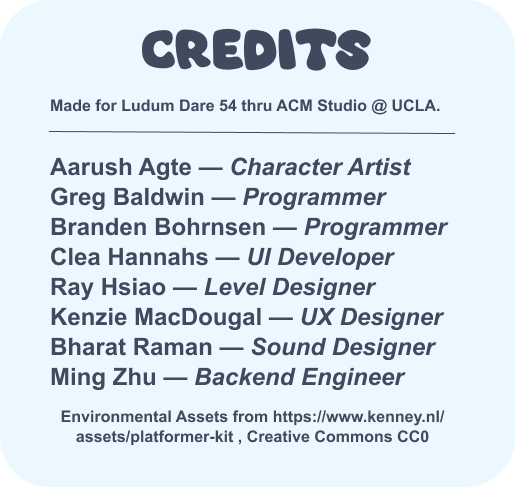 CREDITS
Made for Ludum Dare 54 thru ACM Studio @ UCLA.
Aarush Agte — Character Artist
Greg Baldwin — Programmer
Branden Bohrnsen — Programmer
Clea Hannahs — UI Developer
Ray Hsiao — Level Designer
Kenzie MacDougal — UX Designer
Bharat Raman — Sound Designer
Ming Zhu — Backend Engineer
Environmental Assets from https://www.kenney.nl/
assets/platformer-kit , Creative Commons CC0